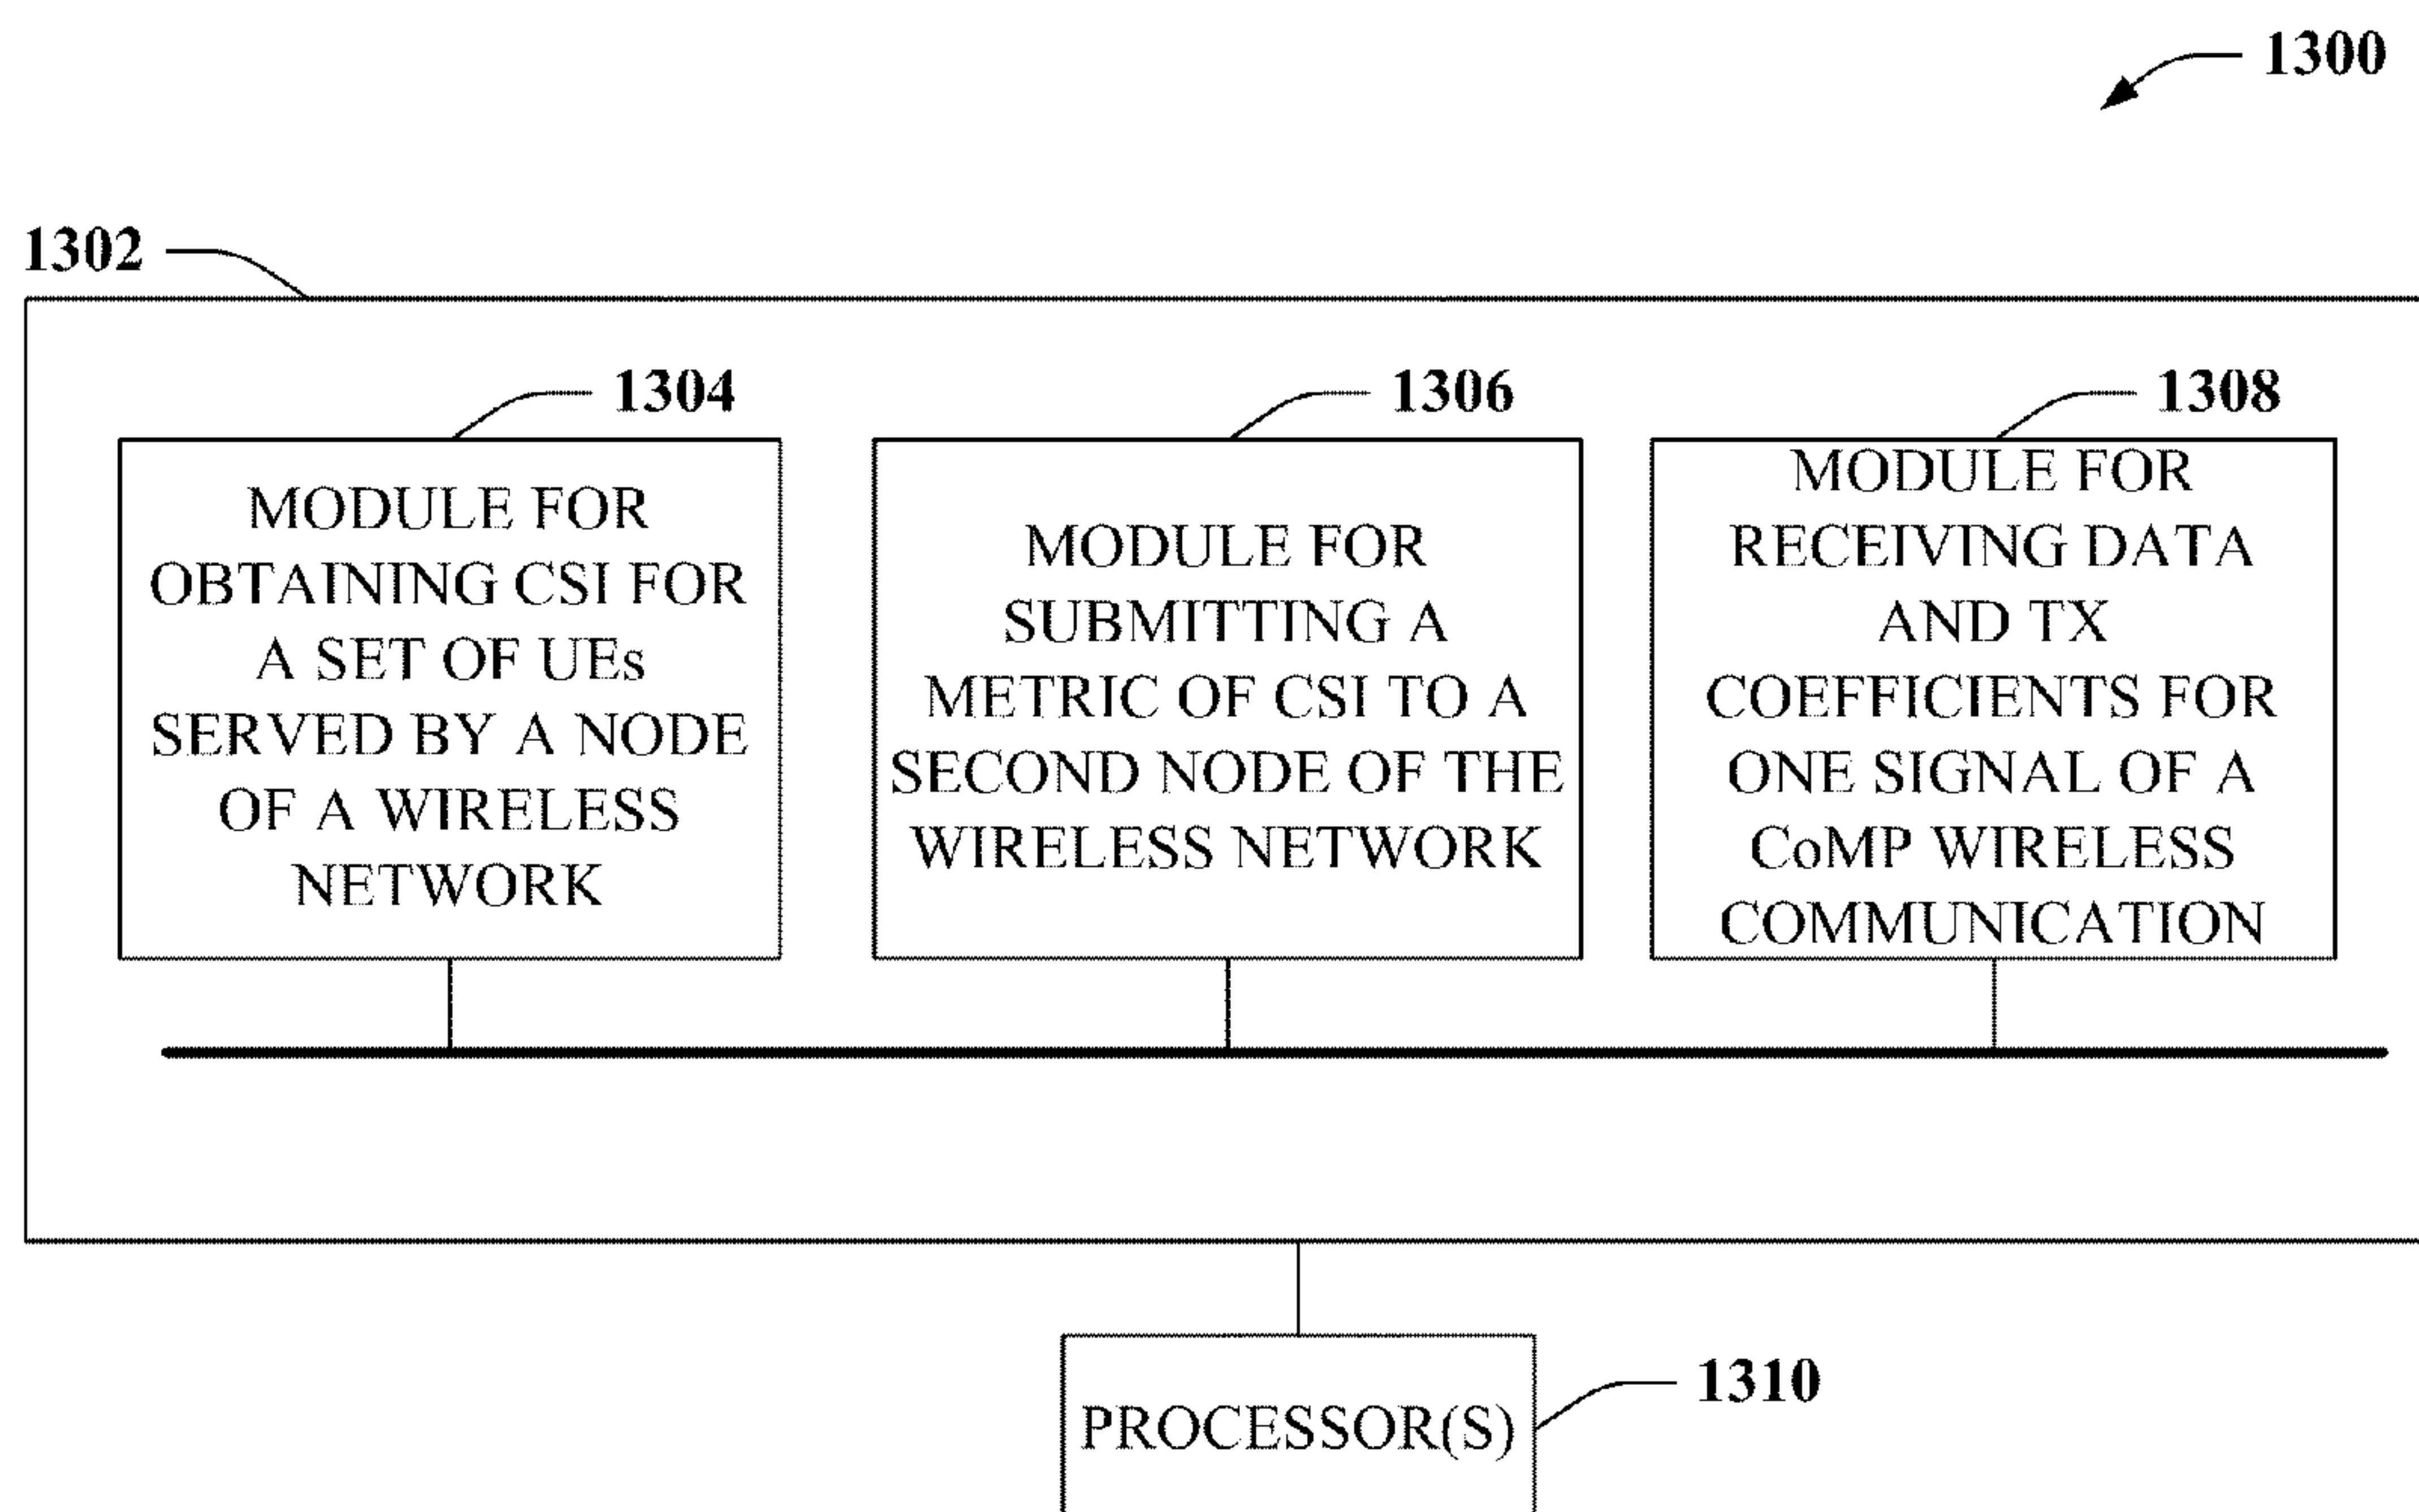 1300
1302
1304
1306
1308
MODULE FOR
OBTAINING CSI FOR
A SET OF UEs
SERVED BY A NODE
OF A WIRELESS
NETWORK
MODULE FOR
SUBMITTING A
METRIC OF CSI TO A
SECOND NODE OF THE
WIRELESS NETWORK
MODULE FOR
RECEIVING DATA
AND TX
COEFFICIENTS FOR
ONE SIGNAL OF A
CoMP WIRELESS
COMMUNICATION
1310
PROCESSOR(S)